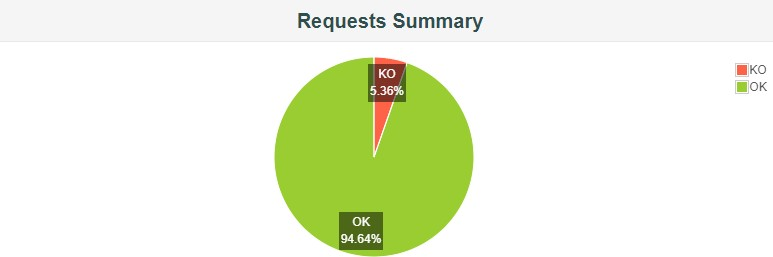 Requests Summary
KO
5.36%
OK
94.64%
KO
OK